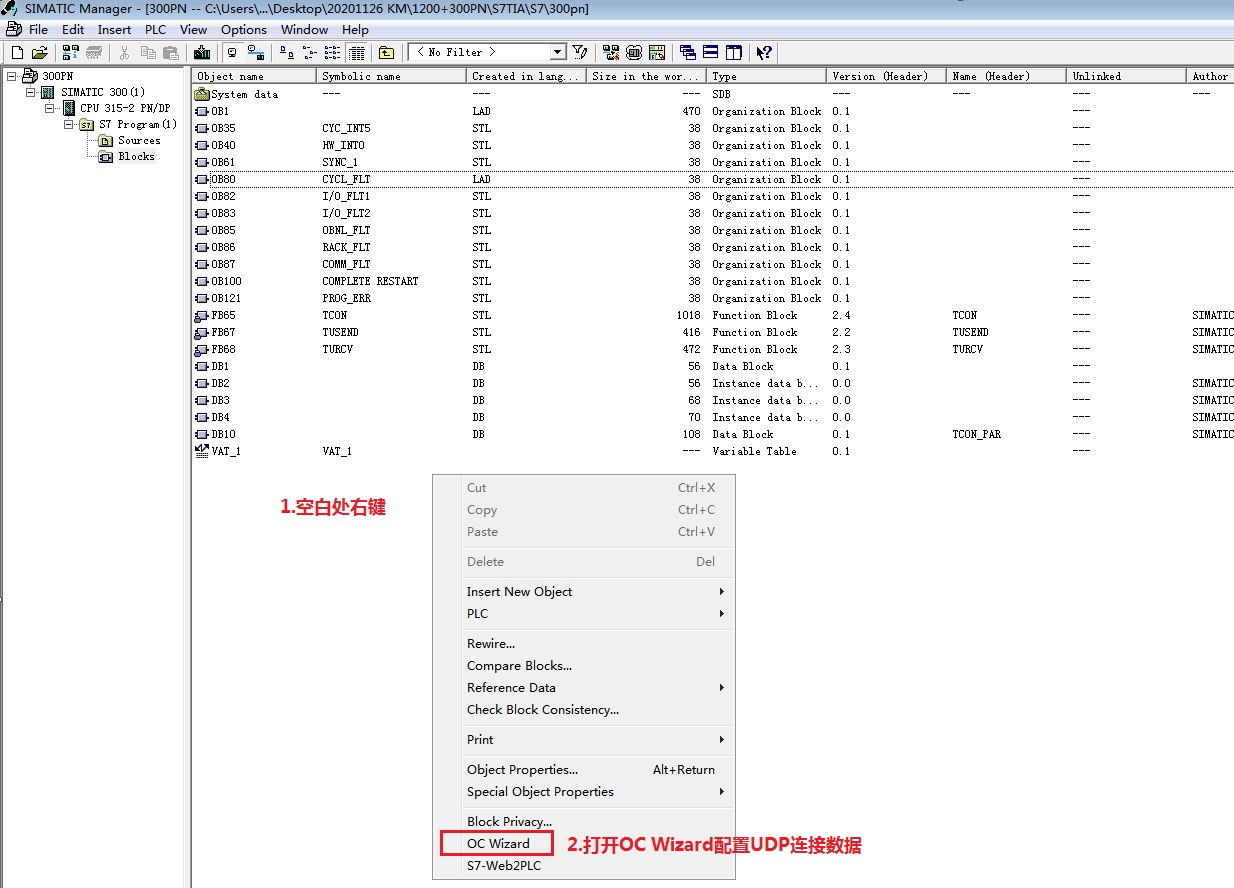 SIMATIC Manager - [300PN -- C:\Users\...\Desktop\20201126 KM\1200+300PN\S7TIA\S7\300pn]
File Edit Insert PLC View Options Window Help
< No Filter >
300PN
SIMATIC 300(1)
CPU 315-2 PN/DP
S7 Program(1)
Sources
Blocks
Object name Symbolic name Created in lang... Size in the wor... Type Version (Header) Name (Header) Unlinked Author
System data --- --- --- SDB --- --- --- ---
OB1 LAD 470 Organization Block 0.1 ---
OB35 CYC_INT5 STL 38 Organization Block 0.1 ---
OB40 HW_INT0 STL 38 Organization Block 0.1 ---
OB61 SYNC_1 STL 38 Organization Block 0.1 ---
OB80 CYCL_FLT LAD 38 Organization Block 0.1 ---
OB82 I/O_FLT1 STL 38 Organization Block 0.1 ---
OB83 I/O_FLT2 STL 38 Organization Block 0.1 ---
OB85 OBNL_FLT STL 38 Organization Block 0.1 ---
OB86 RACK_FLT STL 38 Organization Block 0.1 ---
OB87 COMM_FLT STL 38 Organization Block 0.1 ---
OB100 COMPLETE RESTART STL 38 Organization Block 0.1 ---
OB121 PROG_ERR STL 38 Organization Block 0.1 ---
FB65 TCON STL 1018 Function Block 2.4 TCON --- SIMATIC
FB67 TUSEND STL 416 Function Block 2.2 TUSEND --- SIMATIC
FB68 TURCV STL 472 Function Block 2.3 TURCV --- SIMATIC
DB1 DB 56 Data Block 0.1 ---
DB2 DB 56 Instance data b... 0.0 --- SIMATIC
DB3 DB 68 Instance data b... 0.0 --- SIMATIC
DB4 DB 70 Instance data b... 0.0 --- SIMATIC
DB10 DB 108 Data Block 0.1 TCON_PAR --- SIMATIC
VAT_1 VAT_1 --- Variable Table 0.1 ---
1.空白处右键
Cut Ctrl+X
Copy Ctrl+C
Paste Ctrl+V
Delete Del
Insert New Object
PLC
Rewire...
Compare Blocks...
Reference Data
Check Block Consistency...
Print
Object Properties... Alt+Return
Special Object Properties
Block Privacy...
OC Wizard
2.打开OC Wizard配置UDP连接数据
S7-Web2PLC